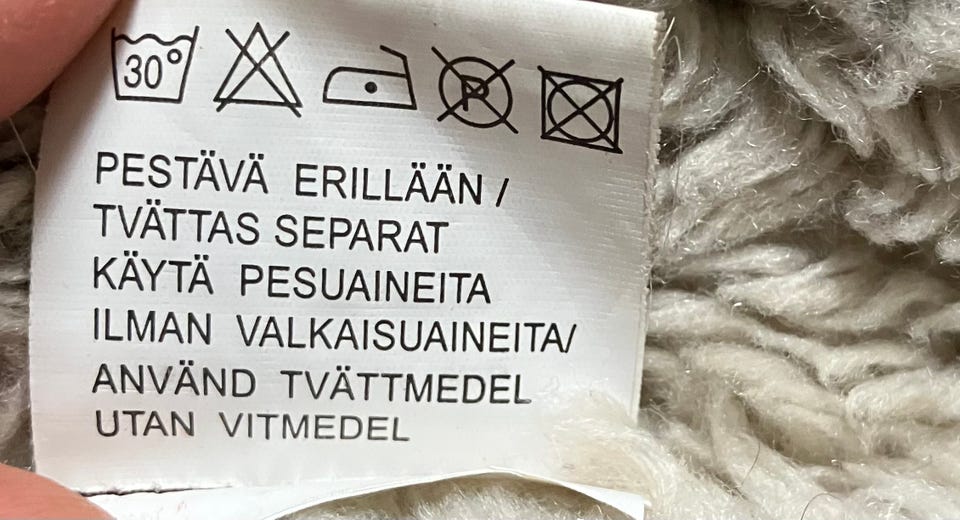 30°
P
PESTÄVÄ ERILLÄÄN /
TVÄTTAS SEPARAT
KÄYTÄ PESUAINEITA
ILMAN VALKAISUAINEITA/
ANVÄND TVÄTTMEDEL
UTAN VITMEDEL